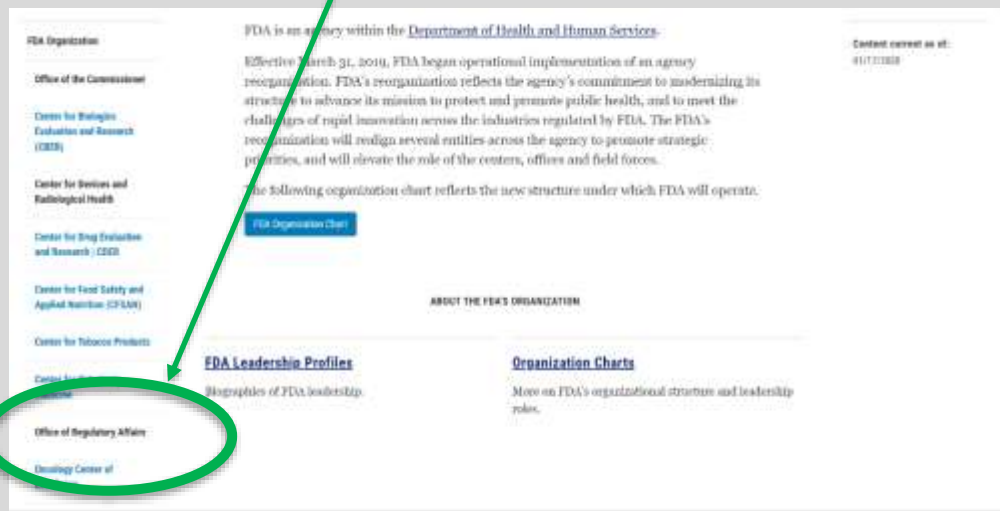 FDA Organization
Office of the Commissioner
Center for Biologics
Evaluation and Research
(CBER)
Center for Devices and
Radiological Health
Center for Drug Evaluation
and Research | CDER
Center for Food Safety and
Applied Nutrition (CFSAN)
Center for Tobacco Products
Center for
Office of Regulatory Affairs
Oncology Center of
FDA is an agency within the Department of Health and Human Services.
Effective March 31, 2019, FDA began operational implementation of an agency
reorganization. FDA's reorganization reflects the agency's commitment to modernizing its
structure to advance its mission to protect and promote public health, and to meet the
challenges of rapid innovation across the industries regulated by FDA. The FDA's
reorganization will realign several entities across the agency to promote strategic
priorities, and will elevate the role of the centers, offices and field forces.
The following organization chart reflects the new structure under which FDA will operate.
FDA Organization Chart
ABOUT THE FDA'S ORGANIZATION
FDA Leadership Profiles
Biographies of FDA leadership.
Organization Charts
More on FDA's organizational structure and leadership
roles.
Content current as of: